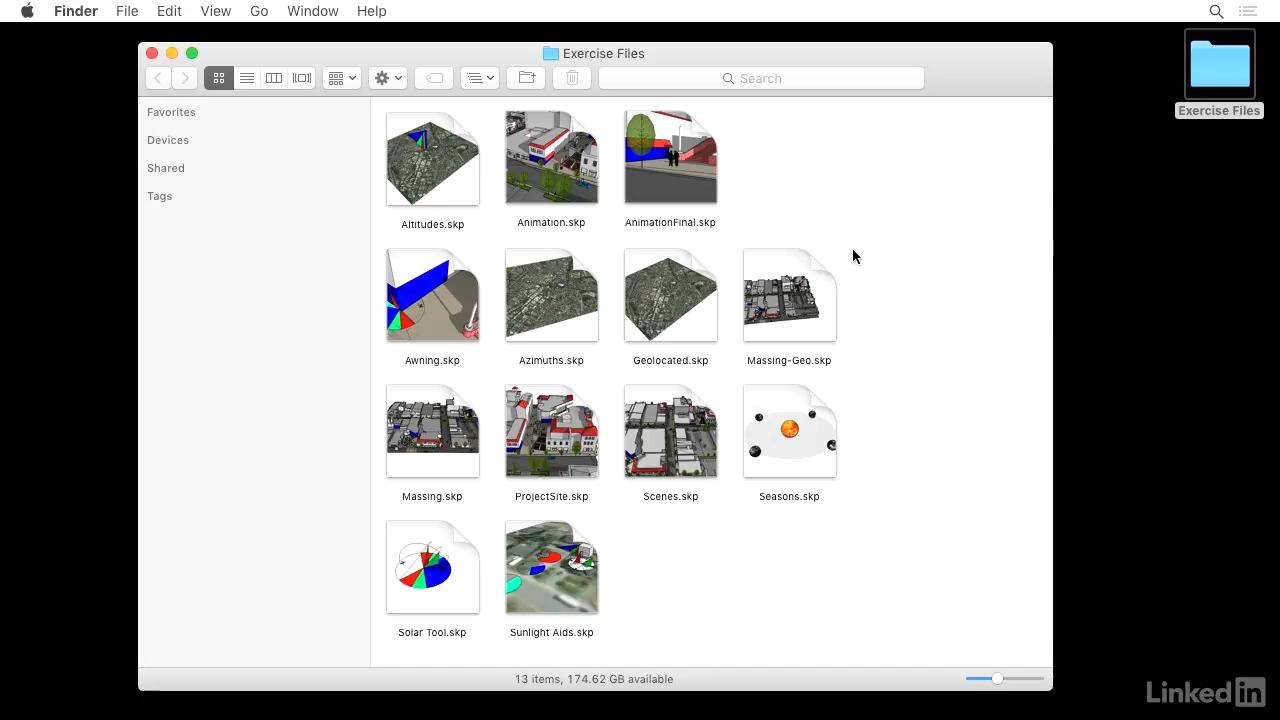 Finder File Edit View Go Window Help
Exercise Files
Search
Exercise Files
Favorites
Devices
Shared
Tags
Altitudes.skp Animation.skp AnimationFinal.skp
Awning.skp Azimuths.skp Geolocated.skp Massing-Geo.skp
Massing.skp ProjectSite.skp Scenes.skp Seasons.skp
Solar Tool.skp Sunlight Aids.skp
13 items, 174.62 GB available
Linked in